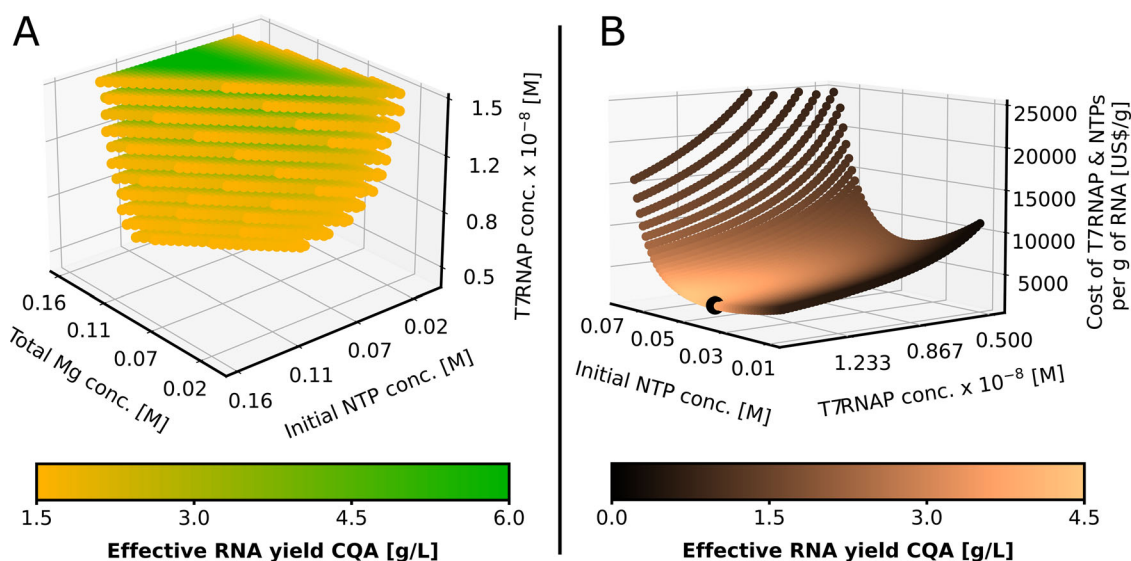 A
1.5
1.2
0.8
0.5
T7RNAP conc. x 10⁻⁸ [M]
0.16
0.11
0.07
0.02
Total Mg conc. [M]
0.02
0.07
0.11
0.16
Initial NTP conc. [M]
1.5
3.0
4.5
6.0
Effective RNA yield CQA [g/L]
B
25000
20000
15000
10000
5000
Cost of T7RNAP & NTPs
per g of RNA [US$/g]
0.07
0.05
0.03
0.01
Initial NTP conc. [M]
1.233
0.867
0.500
T7RNAP conc. x 10⁻⁸ [M]
0.0
1.5
3.0
4.5
Effective RNA yield CQA [g/L]